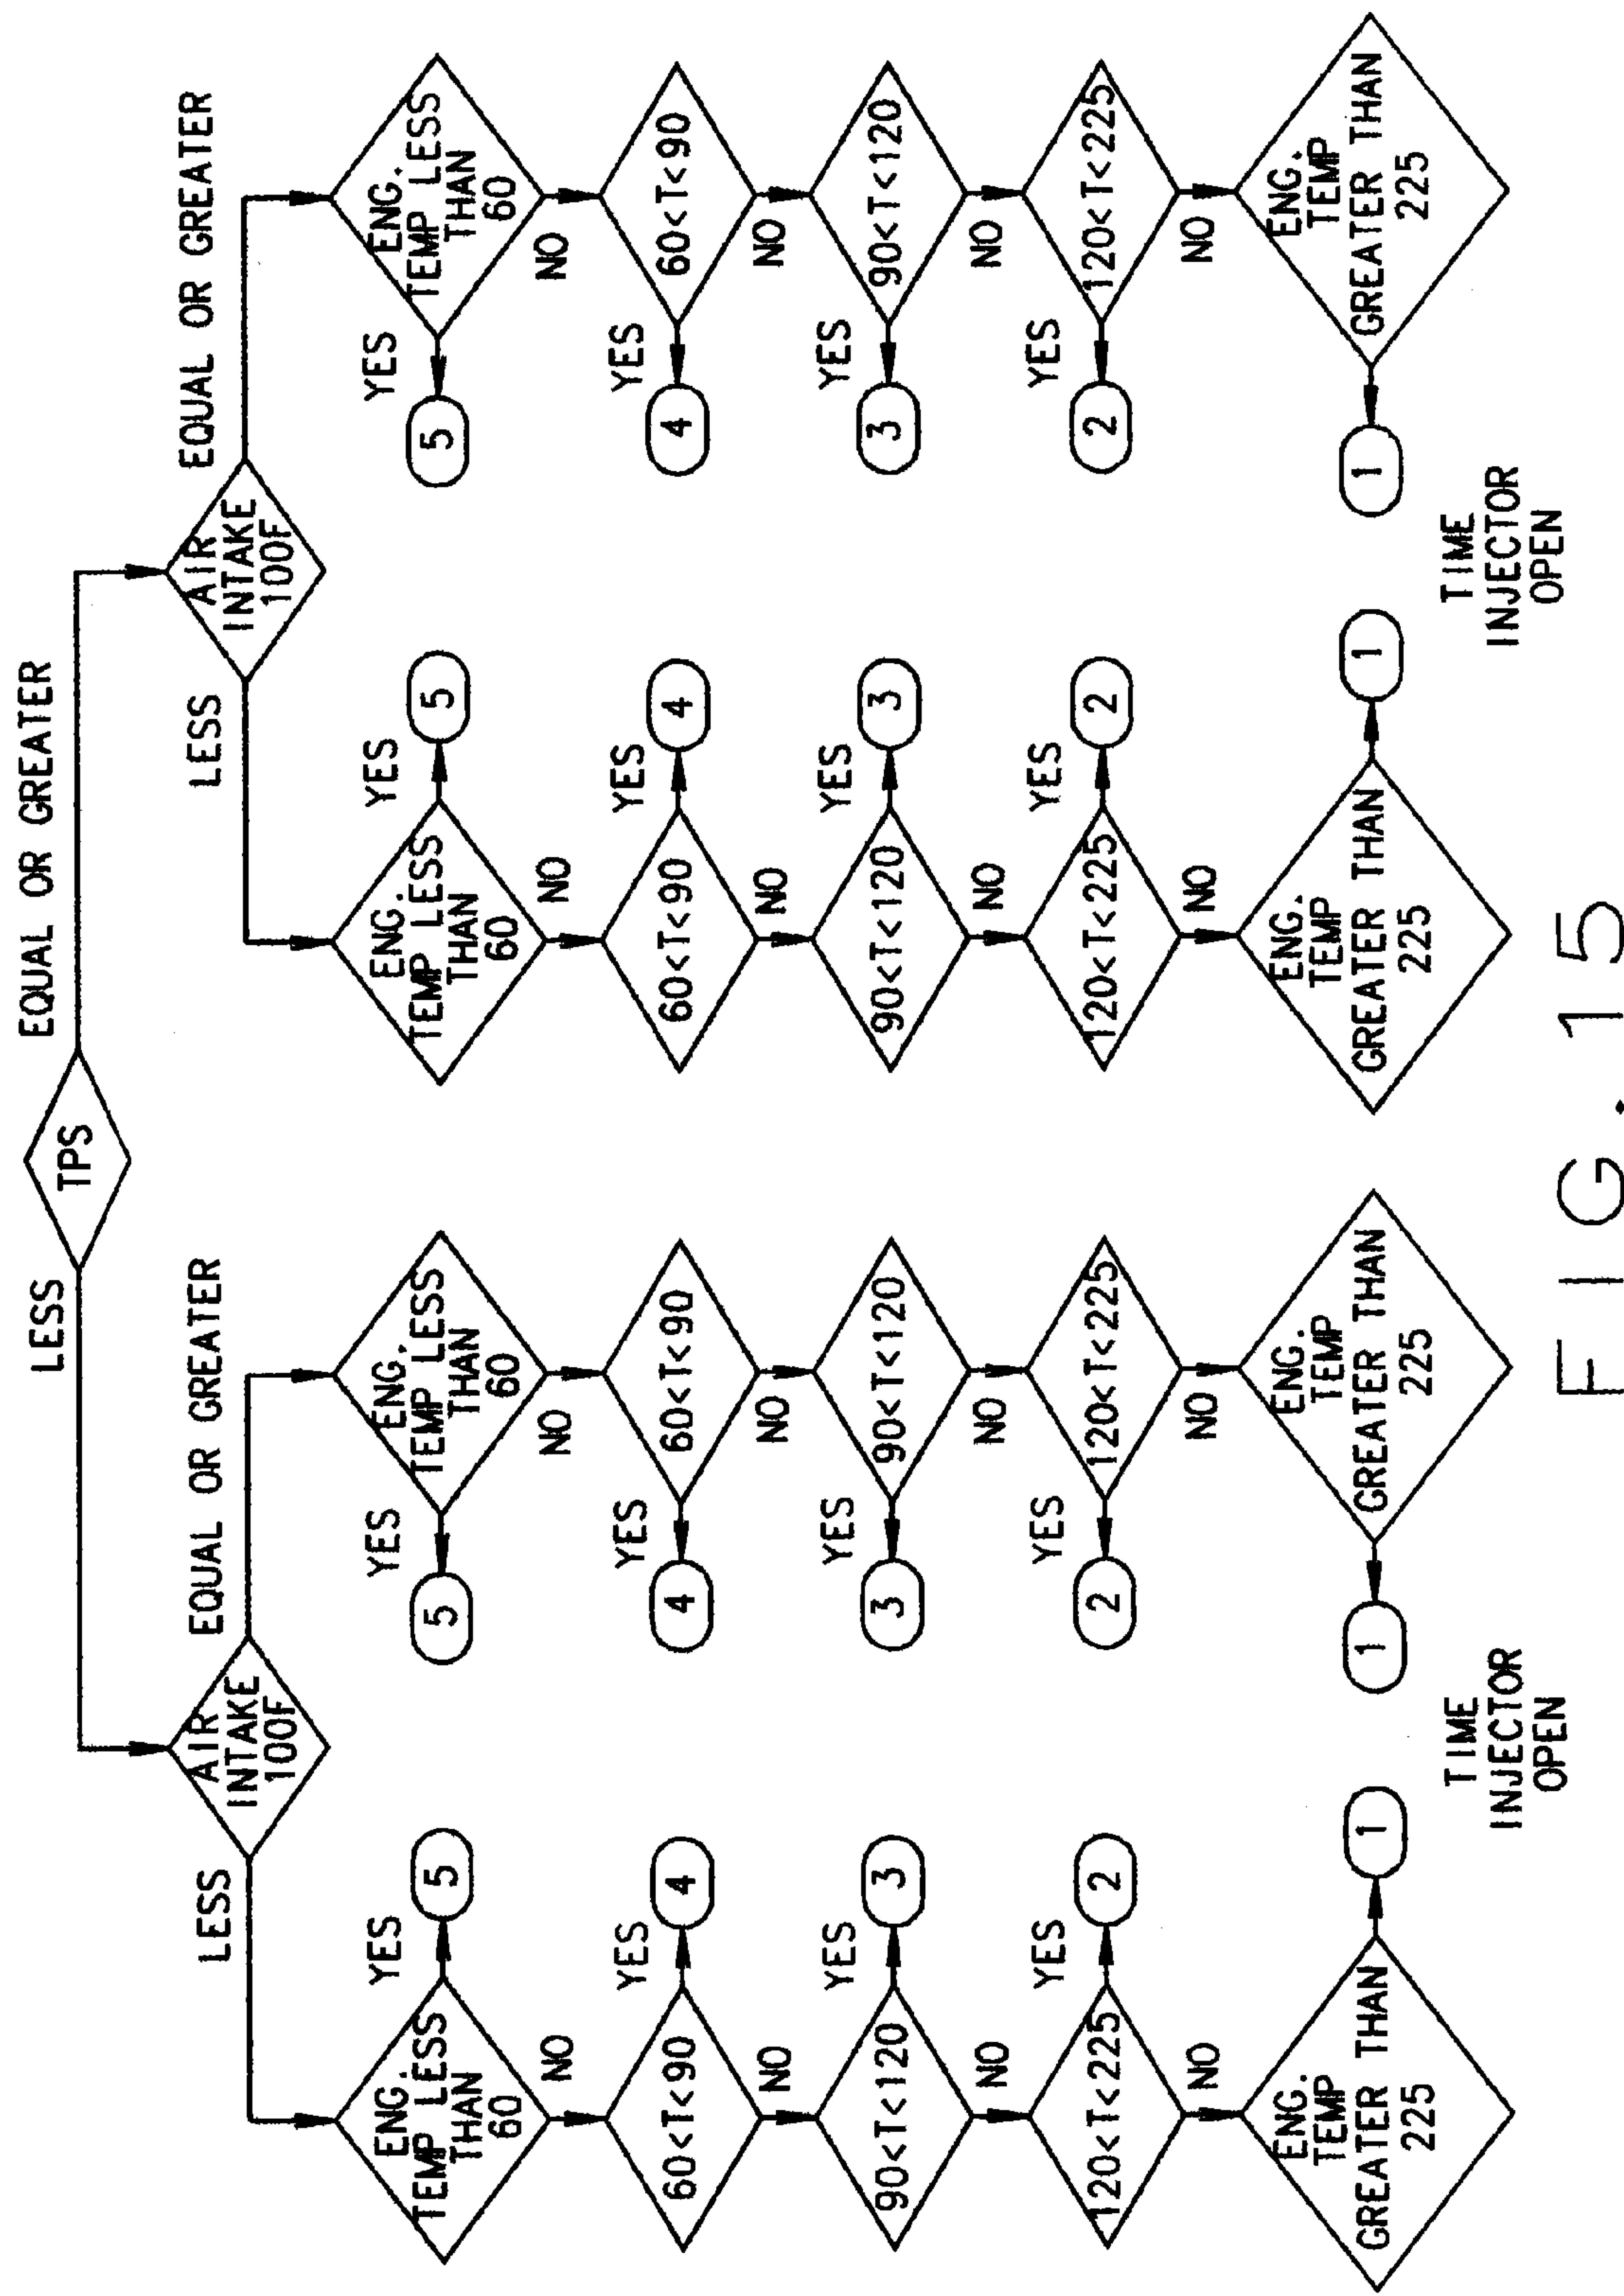 TPS
LESS
EQUAL OR GREATER
AIR
INTAKE
100F
LESS
EQUAL OR GREATER
AIR
INTAKE
100F
LESS
EQUAL OR GREATER
ENG.
TEMP LESS
THAN
60
YES
5
NO
60<T<90
YES
4
NO
90<T<120
YES
3
NO
120<T<225
YES
2
NO
ENG.
TEMP
GREATER THAN
225
1
ENG.
TEMP LESS
THAN
60
YES
5
NO
60<T<90
YES
4
NO
90<T<120
YES
3
NO
120<T<225
YES
2
NO
ENG.
TEMP
GREATER THAN
225
1
TIME
INJECTOR
OPEN
ENG.
TEMP LESS
THAN
60
YES
5
NO
60<T<90
YES
4
NO
90<T<120
YES
3
NO
120<T<225
YES
2
NO
ENG.
TEMP
GREATER THAN
225
1
ENG.
TEMP LESS
THAN
60
YES
5
NO
60<T<90
YES
4
NO
90<T<120
YES
3
NO
120<T<225
YES
2
NO
ENG.
TEMP
GREATER THAN
225
1
TIME
INJECTOR
OPEN
FIG. 15